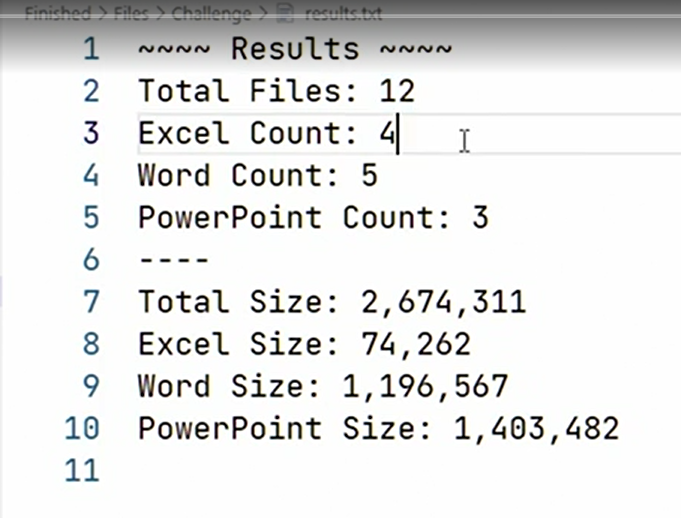 Finished > Files > Challenge > results.txt
1 ~~~~ Results ~~~~
2 Total Files: 12
3 Excel Count: 4
4 Word Count: 5
5 PowerPoint Count: 3
6 ----
7 Total Size: 2,674,311
8 Excel Size: 74,262
9 Word Size: 1,196,567
10 PowerPoint Size: 1,403,482
11